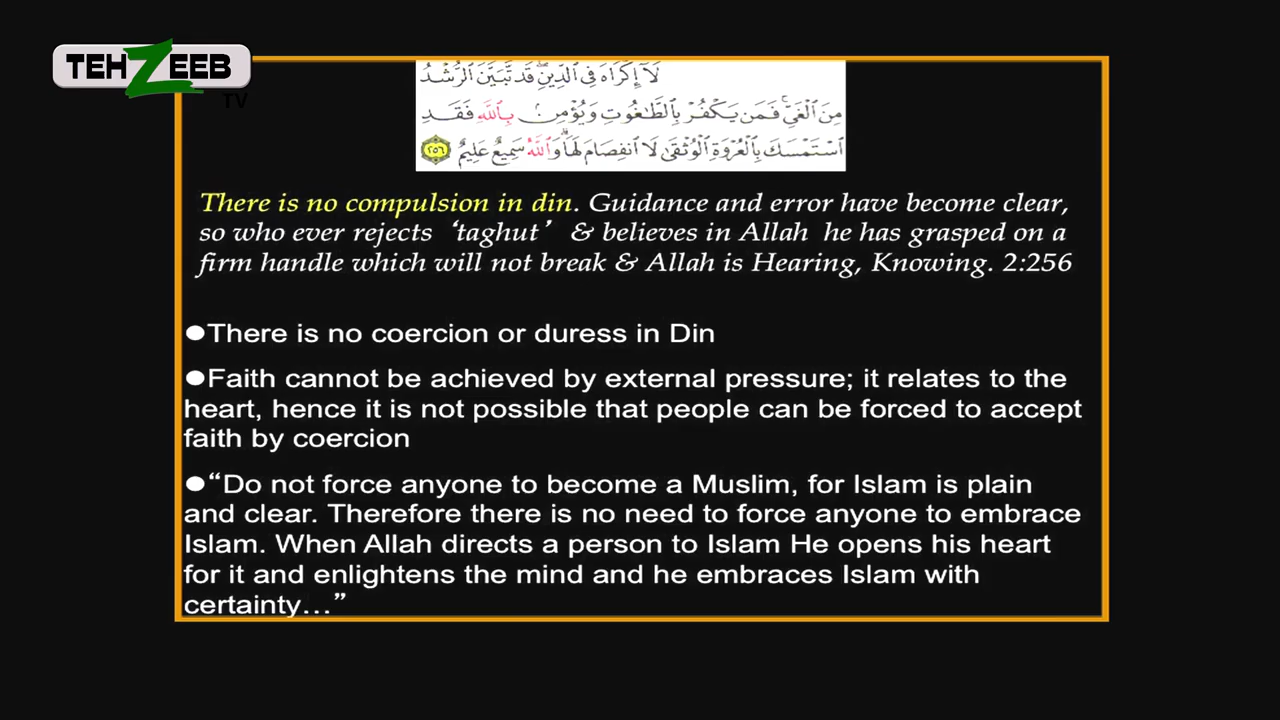 TEHZEEB
TV
لَآ إِكْرَاهَ فِى ٱلدِّينِ ۖ قَد تَّبَيَّنَ ٱلرُّشْدُ
مِنَ ٱلْغَىِّ ۚ فَمَن يَكْفُرْ بِٱلطَّـٰغُوتِ وَيُؤْمِنۢ بِٱللَّهِ فَقَدِ
ٱسْتَمْسَكَ بِٱلْعُرْوَةِ ٱلْوُثْقَىٰ لَا ٱنفِصَامَ لَهَا ۗ وَٱللَّهُ سَمِيعٌ عَلِيمٌ ٢٥٦
There is no compulsion in din. Guidance and error have become clear,
so who ever rejects ‘taghut’ & believes in Allah he has grasped on a
firm handle which will not break & Allah is Hearing, Knowing. 2:256
●There is no coercion or duress in Din
●Faith cannot be achieved by external pressure; it relates to the
heart, hence it is not possible that people can be forced to accept
faith by coercion
●“Do not force anyone to become a Muslim, for Islam is plain
and clear. Therefore there is no need to force anyone to embrace
Islam. When Allah directs a person to Islam He opens his heart
for it and enlightens the mind and he embraces Islam with
certainty…”